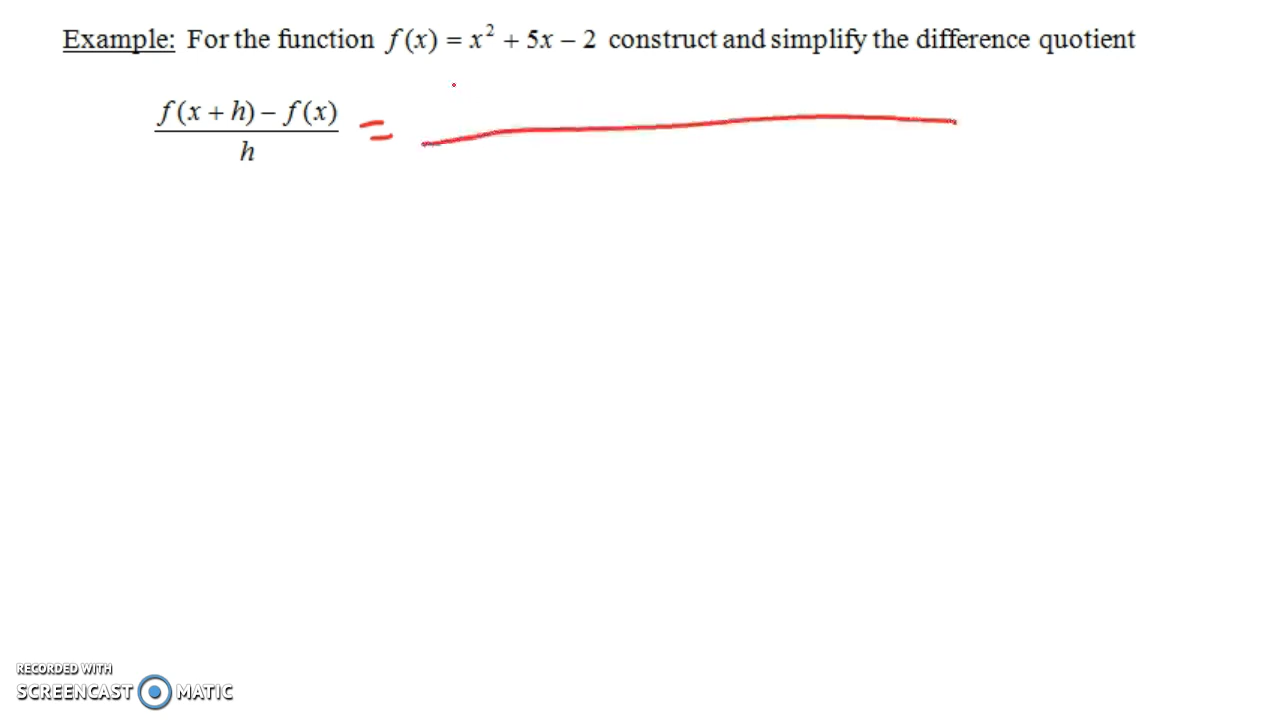 Example: For the function f(x) = x² + 5x − 2 construct and simplify the difference quotient
f(x + h) − f(x) =
h
RECORDED WITH
SCREENCAST MATIC